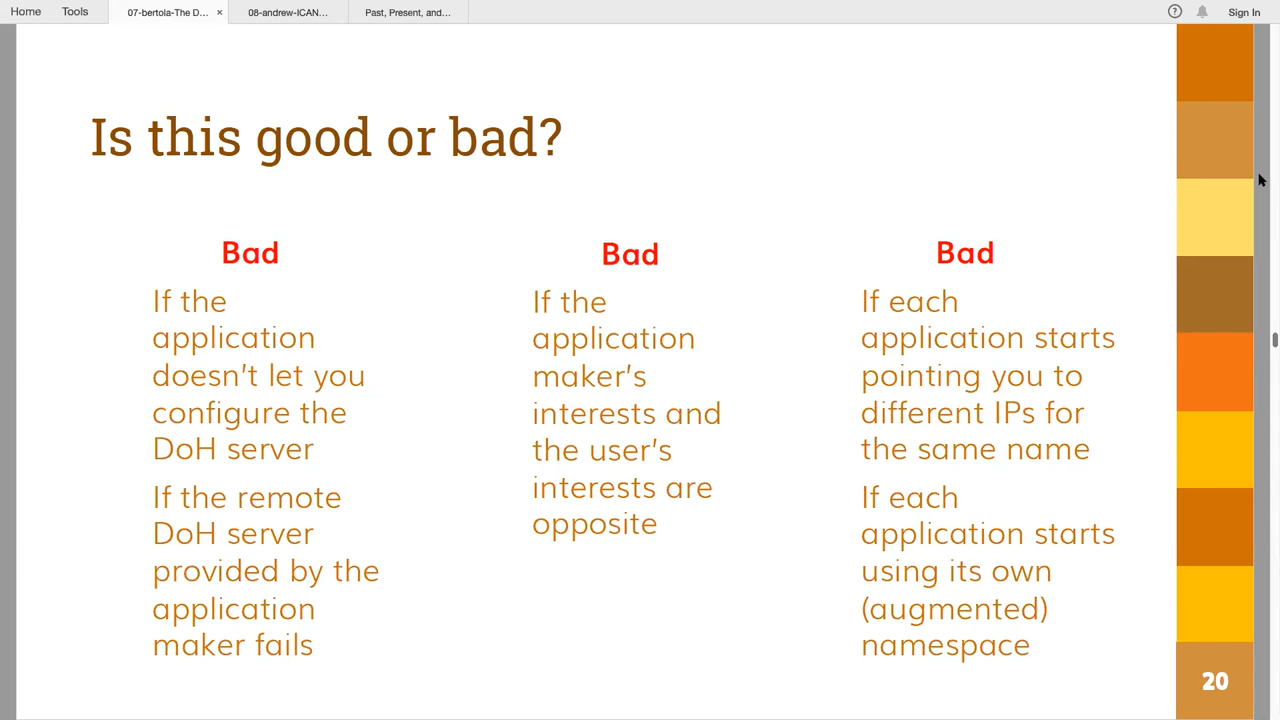 Home Tools 07-bertola-The D... × 08-andrew-ICAN... Past, Present, and... ? Sign In
Is this good or bad?
Bad
If the
application
doesn't let you
configure the
DoH server
If the remote
DoH server
provided by the
application
maker fails
Bad
If the
application
maker's
interests and
the user's
interests are
opposite
Bad
If each
application starts
pointing you to
different IPs for
the same name
If each
application starts
using its own
(augmented)
namespace
20